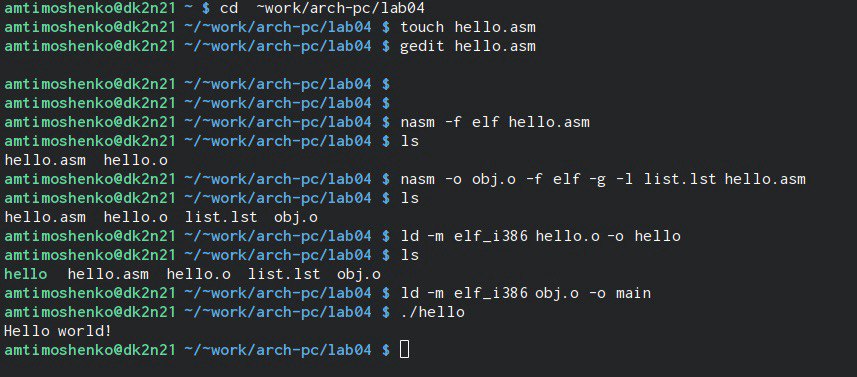 amtimoshenko@dk2n21 ~ $ cd  ~work/arch-pc/lab04
amtimoshenko@dk2n21 ~/~work/arch-pc/lab04 $ touch hello.asm
amtimoshenko@dk2n21 ~/~work/arch-pc/lab04 $ gedit hello.asm
amtimoshenko@dk2n21 ~/~work/arch-pc/lab04 $
amtimoshenko@dk2n21 ~/~work/arch-pc/lab04 $
amtimoshenko@dk2n21 ~/~work/arch-pc/lab04 $ nasm -f elf hello.asm
amtimoshenko@dk2n21 ~/~work/arch-pc/lab04 $ ls
hello.asm  hello.o
amtimoshenko@dk2n21 ~/~work/arch-pc/lab04 $ nasm -o obj.o -f elf -g -l list.lst hello.asm
amtimoshenko@dk2n21 ~/~work/arch-pc/lab04 $ ls
hello.asm  hello.o  list.lst  obj.o
amtimoshenko@dk2n21 ~/~work/arch-pc/lab04 $ ld -m elf_i386 hello.o -o hello
amtimoshenko@dk2n21 ~/~work/arch-pc/lab04 $ ls
hello  hello.asm  hello.o  list.lst  obj.o
amtimoshenko@dk2n21 ~/~work/arch-pc/lab04 $ ld -m elf_i386 obj.o -o main
amtimoshenko@dk2n21 ~/~work/arch-pc/lab04 $ ./hello
Hello world!
amtimoshenko@dk2n21 ~/~work/arch-pc/lab04 $